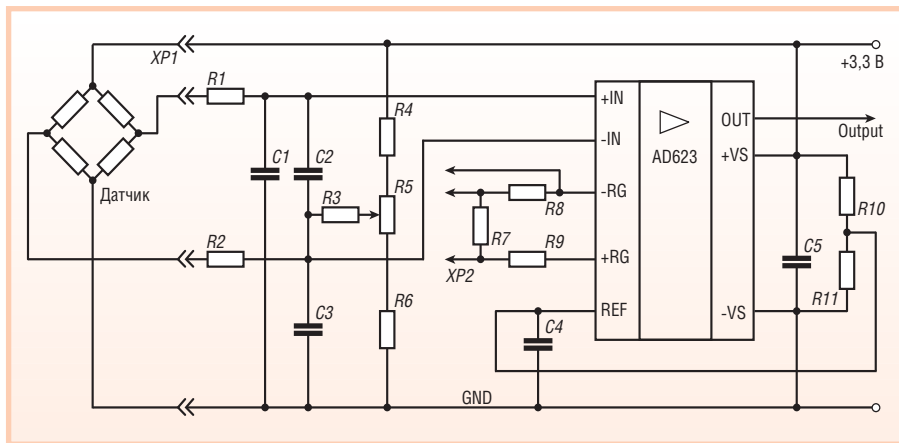 XP1
+3,3 В
R1
+IN
R4
OUT
Output
-IN
AD623
+VS
C1
C2
R3
R5
R8
-RG
R10
Датчик
R7
R9
+RG
C5
R2
XP2
R11
REF
R6
C3
C4
-VS
GND